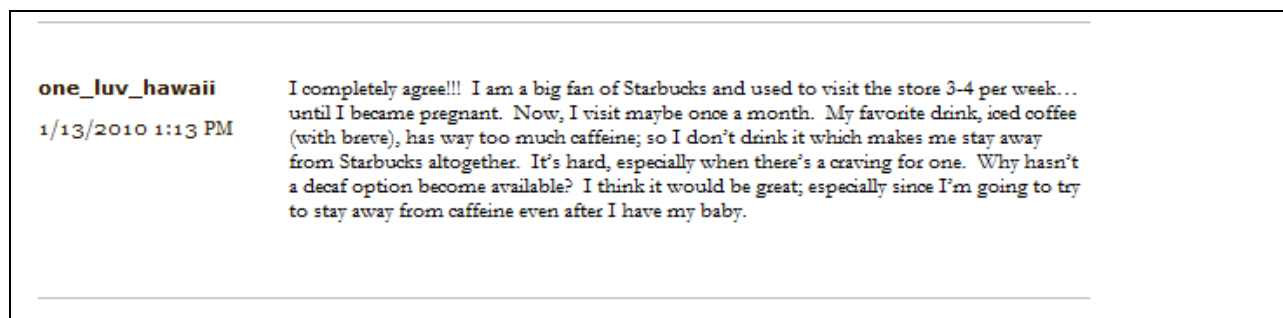 one_luv_hawaii
1/13/2010 1:13 PM
I completely agree!!!  I am a big fan of Starbucks and used to visit the store 3-4 per week…
until I became pregnant.  Now, I visit maybe once a month.  My favorite drink, iced coffee
(with breve), has way too much caffeine; so I don’t drink it which makes me stay away
from Starbucks altogether.  It’s hard, especially when there’s a craving for one.  Why hasn’t
a decaf option become available?  I think it would be great; especially since I’m going to try
to stay away from caffeine even after I have my baby.